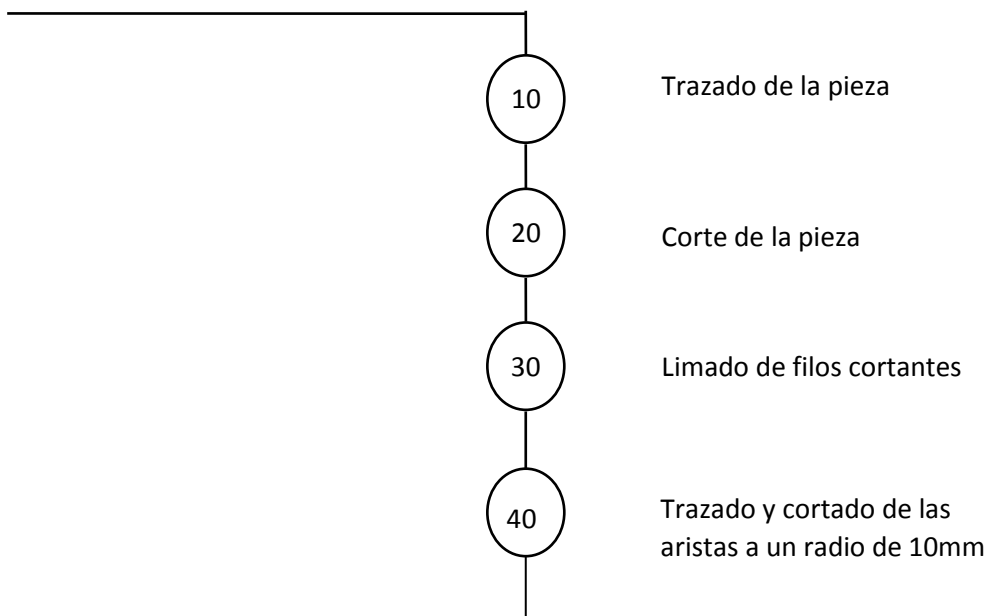 10
Trazado de la pieza
20
Corte de la pieza
30
Limado de filos cortantes
40
Trazado y cortado de las
aristas a un radio de 10mm